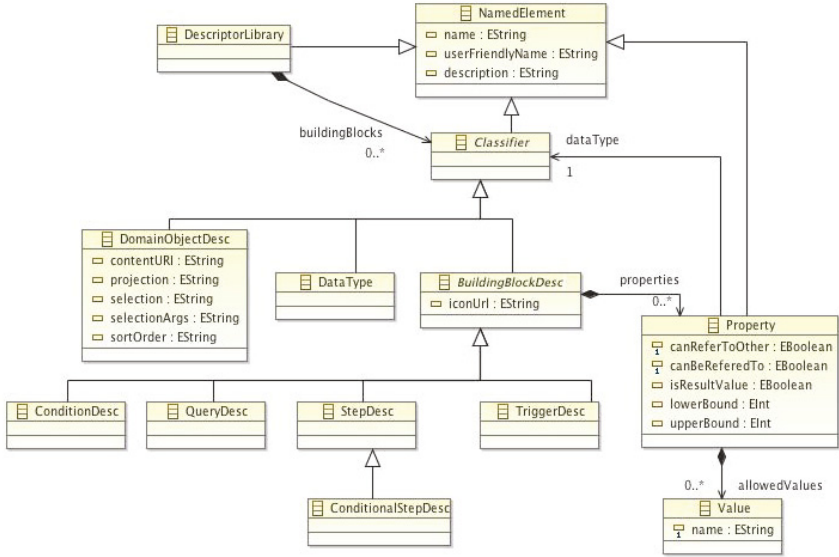 NamedElement
name : EString
userFriendlyName : EString
description : EString
DescriptorLibrary
buildingBlocks
0..*
Classifier
dataType
1
DomainObjectDesc
contentURI : EString
projection : EString
selection : EString
selectionArgs : EString
sortOrder : EString
DataType
BuildingBlockDesc
iconUrl : EString
properties
0..*
Property
canReferToOther : EBoolean
canBeReferedTo : EBoolean
isResultValue : EBoolean
lowerBound : EInt
upperBound : EInt
ConditionDesc
QueryDesc
StepDesc
TriggerDesc
ConditionalStepDesc
0..*
allowedValues
Value
name : EString